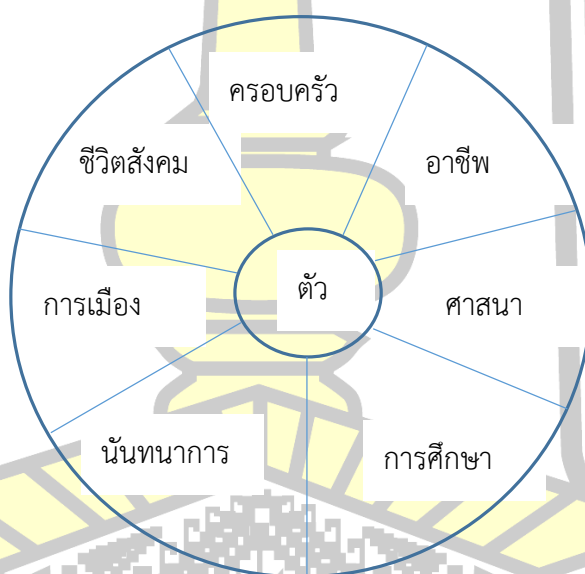 ครอบครัว
ชีวิตสังคม
อาชีพ
การเมือง
ตัว
ศาสนา
นันทนาการ
การศึกษา